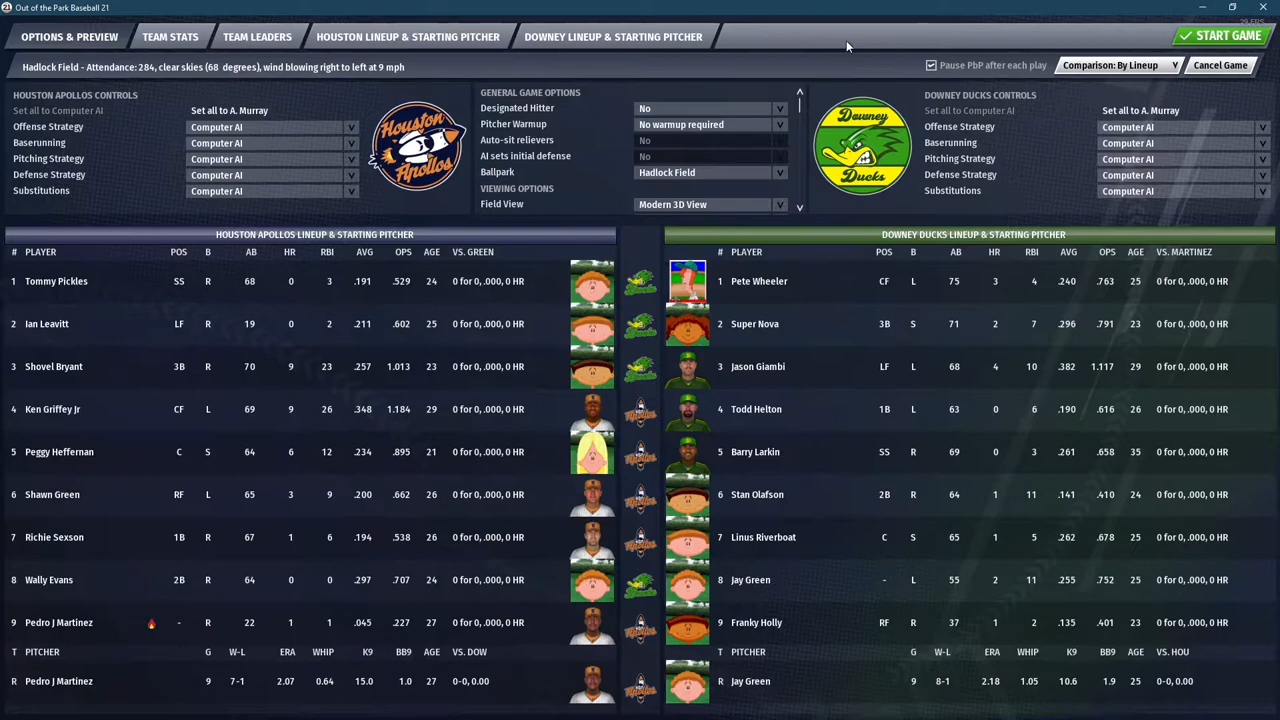 Out of the Park Baseball 21
OPTIONS & PREVIEW TEAM STATS TEAM LEADERS HOUSTON LINEUP & STARTING PITCHER DOWNEY LINEUP & STARTING PITCHER START GAME
Hadlock Field - Attendance: 284, clear skies (68 degrees), wind blowing right to left at 9 mph Pause PbP after each play Comparison: By Lineup Cancel Game
HOUSTON APOLLOS CONTROLS
Set all to Computer AI Set all to A. Murray
Offense Strategy Computer AI
Baserunning Computer AI
Pitching Strategy Computer AI
Defense Strategy Computer AI
Substitutions Computer AI
Houston
Apollos
GENERAL GAME OPTIONS
Designated Hitter No
Pitcher Warmup No warmup required
Auto-sit relievers No
AI sets initial defense No
Ballpark Hadlock Field
VIEWING OPTIONS
Field View Modern 3D View
Downey
Ducks
DOWNEY DUCKS CONTROLS
Set all to Computer AI Set all to A. Murray
Offense Strategy Computer AI
Baserunning Computer AI
Pitching Strategy Computer AI
Defense Strategy Computer AI
Substitutions Computer AI
HOUSTON APOLLOS LINEUP & STARTING PITCHER
# PLAYER POS B AB HR RBI AVG OPS AGE VS. GREEN
1 Tommy Pickles SS R 68 0 3 .191 .529 24 0 for 0, .000, 0 HR
2 Ian Leavitt LF R 19 0 2 .211 .602 25 0 for 0, .000, 0 HR
3 Shovel Bryant 3B R 70 9 23 .257 1.013 23 0 for 0, .000, 0 HR
4 Ken Griffey Jr CF L 69 9 26 .348 1.184 29 0 for 0, .000, 0 HR
5 Peggy Heffernan C S 64 6 12 .234 .895 21 0 for 0, .000, 0 HR
6 Shawn Green RF L 65 3 9 .200 .662 26 0 for 0, .000, 0 HR
7 Richie Sexson 1B R 67 1 6 .194 .538 26 0 for 0, .000, 0 HR
8 Wally Evans 2B R 64 0 0 .297 .707 24 0 for 0, .000, 0 HR
9 Pedro J Martinez - R 22 1 1 .045 .227 27 0 for 0, .000, 0 HR
T PITCHER G W-L ERA WHIP K9 BB9 AGE VS. DOW
R Pedro J Martinez 9 7-1 2.07 0.64 15.0 1.0 27 0-0, 0.00
DOWNEY DUCKS LINEUP & STARTING PITCHER
# PLAYER POS B AB HR RBI AVG OPS AGE VS. MARTINEZ
1 Pete Wheeler CF L 75 3 4 .240 .763 25 0 for 0, .000, 0 HR
2 Super Nova 3B S 71 2 7 .296 .791 23 0 for 0, .000, 0 HR
3 Jason Giambi LF L 68 4 10 .382 1.117 29 0 for 0, .000, 0 HR
4 Todd Helton 1B L 63 0 6 .190 .616 26 0 for 0, .000, 0 HR
5 Barry Larkin SS R 69 0 3 .261 .658 35 0 for 0, .000, 0 HR
6 Stan Olafson 2B R 64 1 11 .141 .410 24 0 for 0, .000, 0 HR
7 Linus Riverboat C S 65 1 5 .262 .678 25 0 for 0, .000, 0 HR
8 Jay Green - L 55 2 11 .255 .752 25 0 for 0, .000, 0 HR
9 Franky Holly RF R 37 1 2 .135 .401 23 0 for 0, .000, 0 HR
T PITCHER G W-L ERA WHIP K9 BB9 AGE VS. HOU
R Jay Green 9 8-1 2.18 1.05 10.6 1.9 25 0-0, 0.00